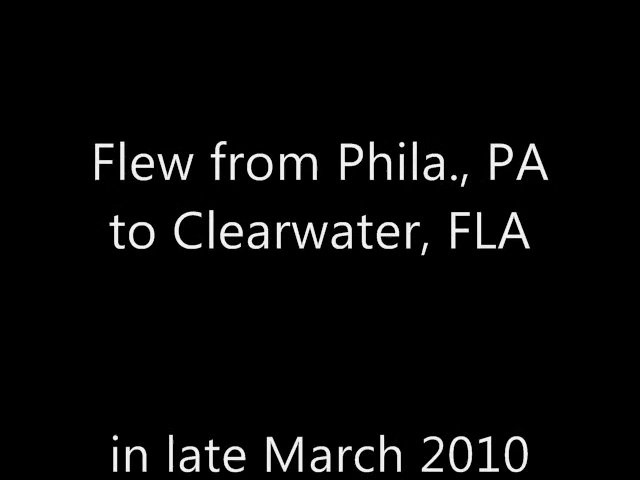 Flew from Phila., PA
to Clearwater, FLA
in late March 2010